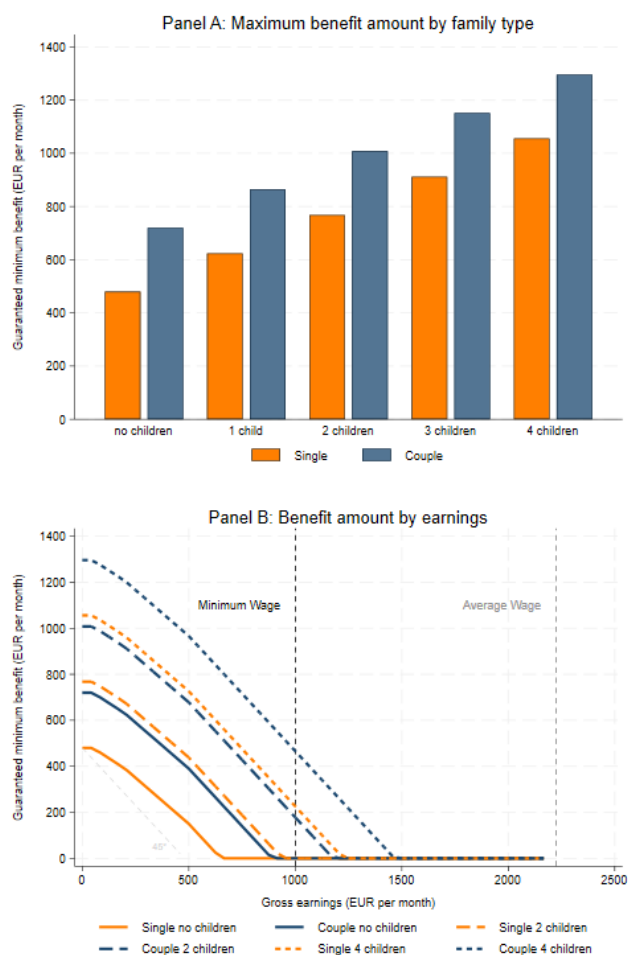 Panel A: Maximum benefit amount by family type
Guaranteed minimum benefit (EUR per month)
1400
1200
1000
800
600
400
200
0
no children 1 child 2 children 3 children 4 children
Single Couple
Panel B: Benefit amount by earnings
Guaranteed minimum benefit (EUR per month)
1400
1200
1000
800
600
400
200
0
Minimum Wage Average Wage
45°
0 500 1000 1500 2000 2500
Gross earnings (EUR per month)
Single no children Couple no children Single 2 children
Couple 2 children Single 4 children Couple 4 children